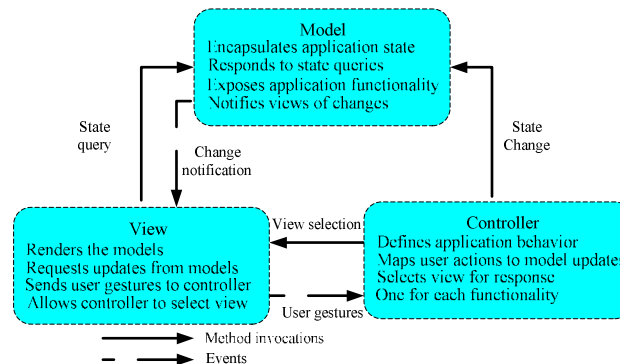 Model
Encapsulates application state
Responds to state queries
Exposes application functionality
Notifies views of changes
State
query
Change
notification
State
Change
View
Renders the models
Requests updates from models
Sends user gestures to controller
Allows controller to select view
View selection
User gestures
Controller
Defines application behavior
Maps user actions to model updates
Selects view for response
One for each functionality
Method invocations
Events